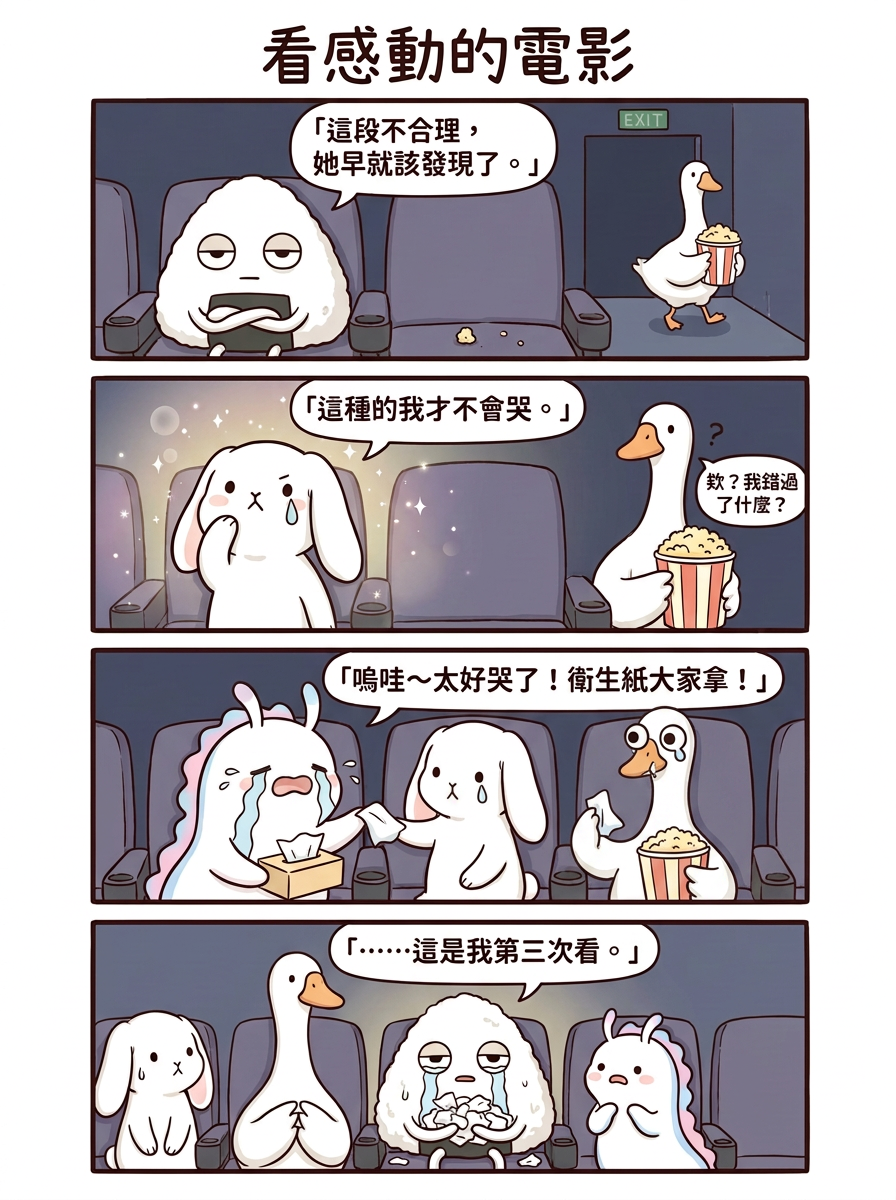 看感動的電影
「這段不合理，
她早就該發現了。」
EXIT
「這種的我才不會哭。」
?
欸？我錯過
了什麼？
「嗚哇～太好哭了！衛生紙大家拿！」
「⋯⋯這是我第三次看。」